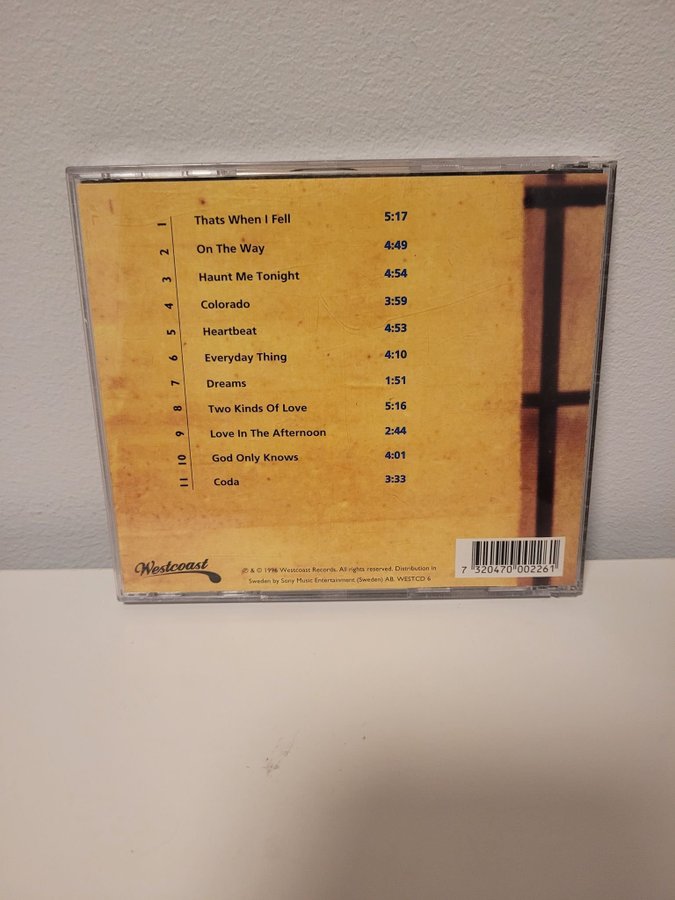 1 Thats When I Fell 5:17
2 On The Way 4:49
3 Haunt Me Tonight 4:54
4 Colorado 3:59
5 Heartbeat 4:53
6 Everyday Thing 4:10
7 Dreams 1:51
8 Two Kinds Of Love 5:16
9 Love In The Afternoon 2:44
10 God Only Knows 4:01
11 Coda 3:33
Westcoast
℗ & © 1996 Westcoast Records. All rights reserved. Distribution in
Sweden by Sony Music Entertainment (Sweden) AB. WESTCD 6
7 320470 002261